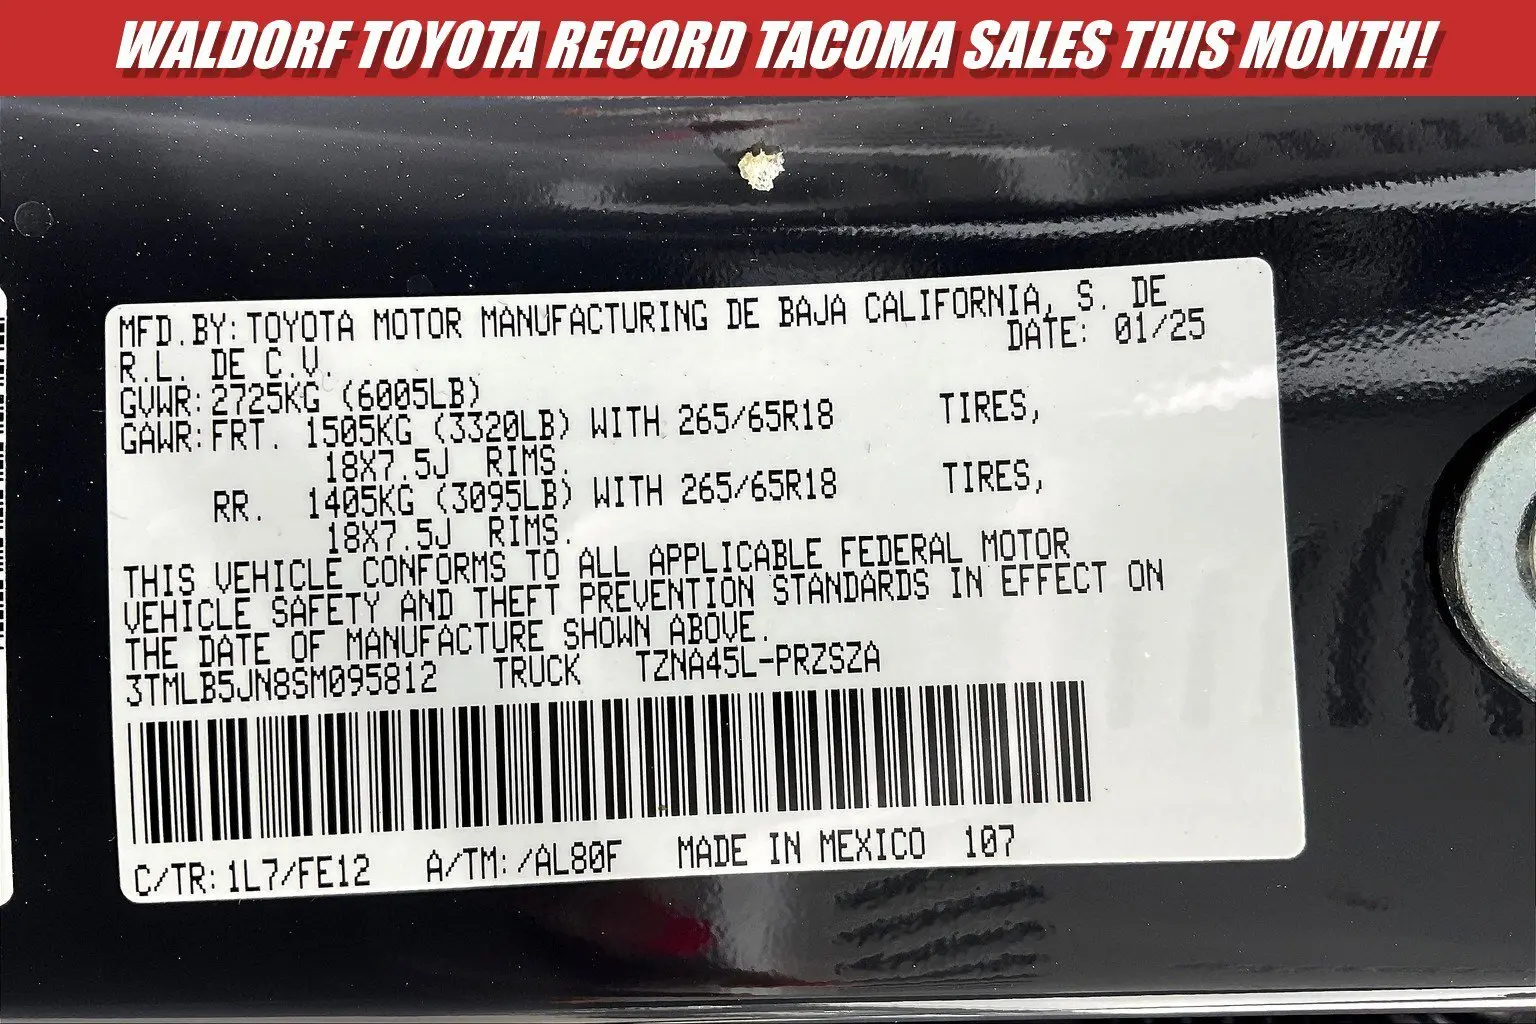 WALDORF TOYOTA RECORD TACOMA SALES THIS MONTH!
MFD.BY:TOYOTA MOTOR MANUFACTURING DE BAJA CALIFORNIA, S. DE
R.L. DE C.V. DATE: 01/25
GVWR:2725KG (6005LB)
GAWR:FRT. 1505KG (3320LB) WITH 265/65R18 TIRES,
18X7.5J RIMS.
RR. 1405KG (3095LB) WITH 265/65R18 TIRES,
18X7.5J RIMS.
THIS VEHICLE CONFORMS TO ALL APPLICABLE FEDERAL MOTOR
VEHICLE SAFETY AND THEFT PREVENTION STANDARDS IN EFFECT ON
THE DATE OF MANUFACTURE SHOWN ABOVE.
3TMLB5JN8SM095812 TRUCK TZNA45L-PRZSZA
C/TR:1L7/FE12 A/TM:/AL80F MADE IN MEXICO 107